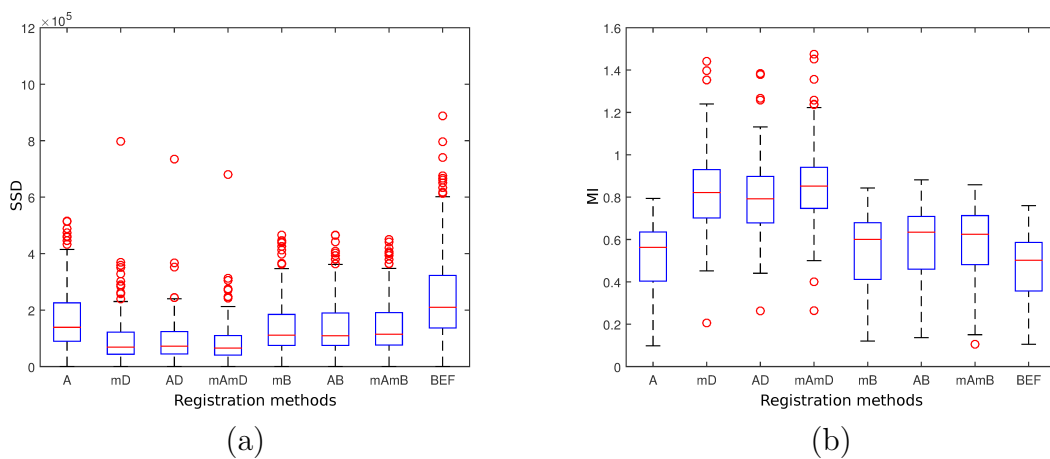 ×10⁵
12
10
8
6
4
2
0
SSD
A mD AD mAmD mB AB mAmB BEF
Registration methods
(a)
1.6
1.4
1.2
1
0.8
0.6
0.4
0.2
0
MI
A mD AD mAmD mB AB mAmB BEF
Registration methods
(b)